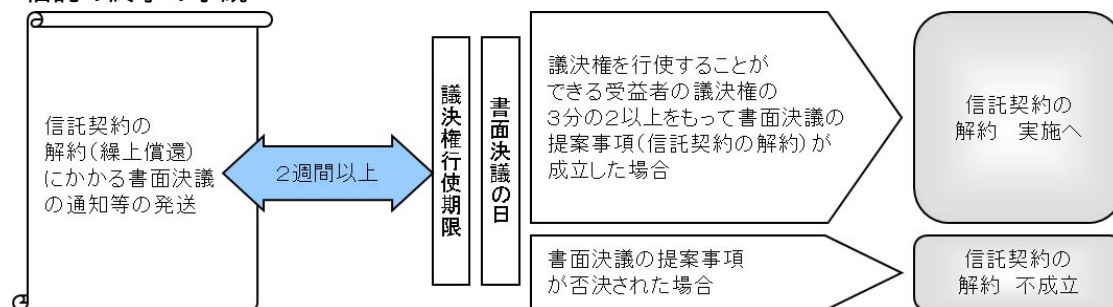 信託契約の
解約(繰上償還)
にかかる書面決議
の通知等の発送
2週間以上
議決権行使期限
書面決議の日
議決権を行使することが
できる受益者の議決権の
3分の2以上をもって書面決議の
提案事項(信託契約の解約)が
成立した場合
信託契約の
解約 実施へ
書面決議の提案事項
が否決された場合
信託契約の
解約 不成立